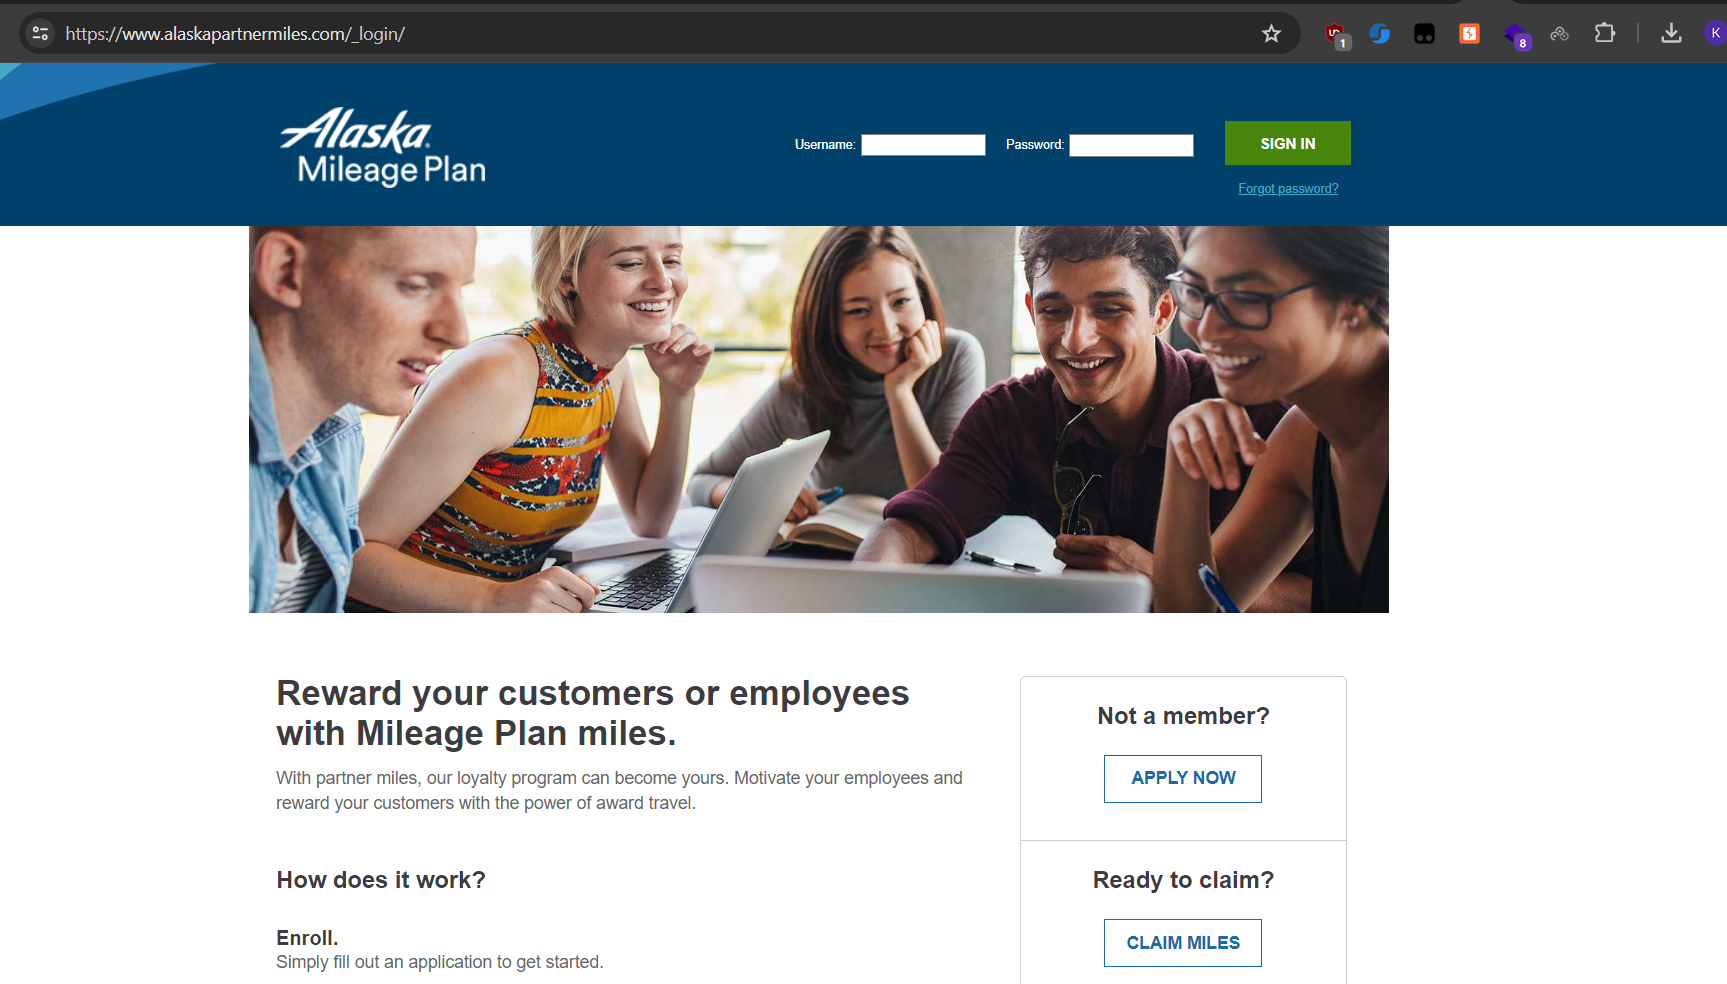 https://www.alaskapartnermiles.com/_login/
1
8
K
Alaska
Mileage Plan
Username:
Password:
SIGN IN
Forgot password?
Reward your customers or employees
with Mileage Plan miles.
With partner miles, our loyalty program can become yours. Motivate your employees and
reward your customers with the power of award travel.
How does it work?
Enroll.
Simply fill out an application to get started.
Not a member?
APPLY NOW
Ready to claim?
CLAIM MILES